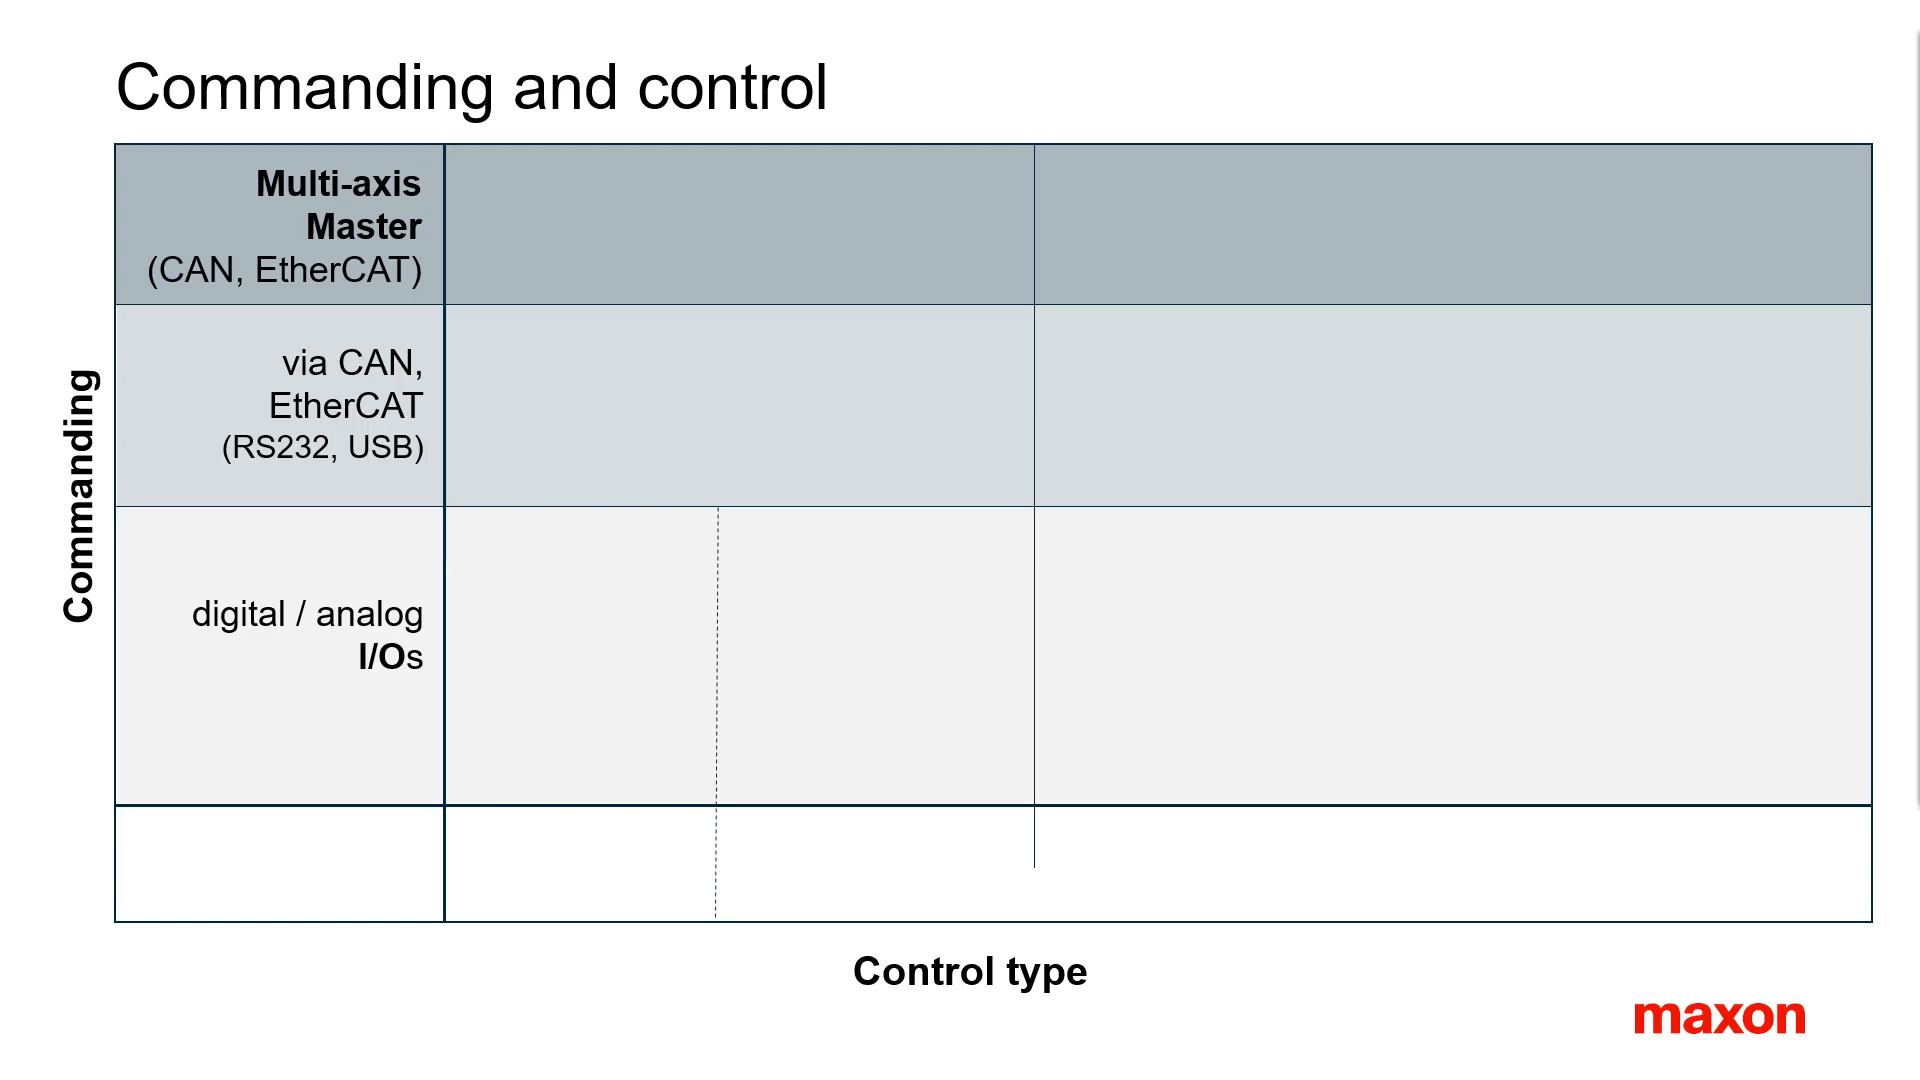 Commanding and control
Multi-axis
Master
(CAN, EtherCAT)
via CAN,
EtherCAT
(RS232, USB)
digital / analog
I/Os
Commanding
Control type
maxon